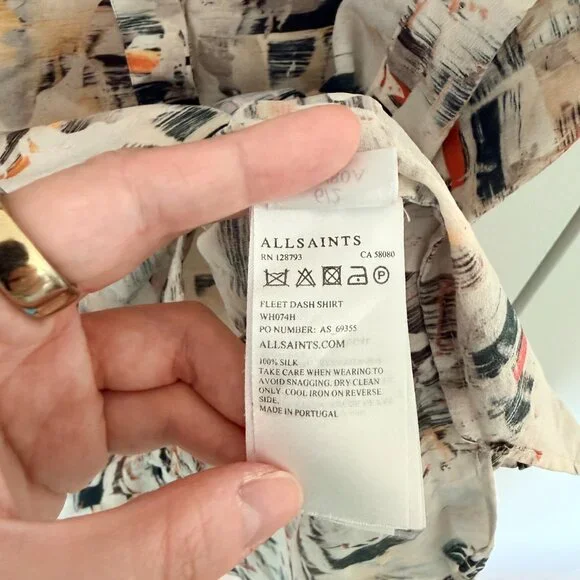 ALLSAINTS
RN 128793 CA 58080
FLEET DASH SHIRT
WH074H
PO NUMBER: AS_69355
ALLSAINTS.COM
100% SILK
TAKE CARE WHEN WEARING TO
AVOID SNAGGING. DRY CLEAN
ONLY. COOL IRON ON REVERSE
SIDE.
MADE IN PORTUGAL